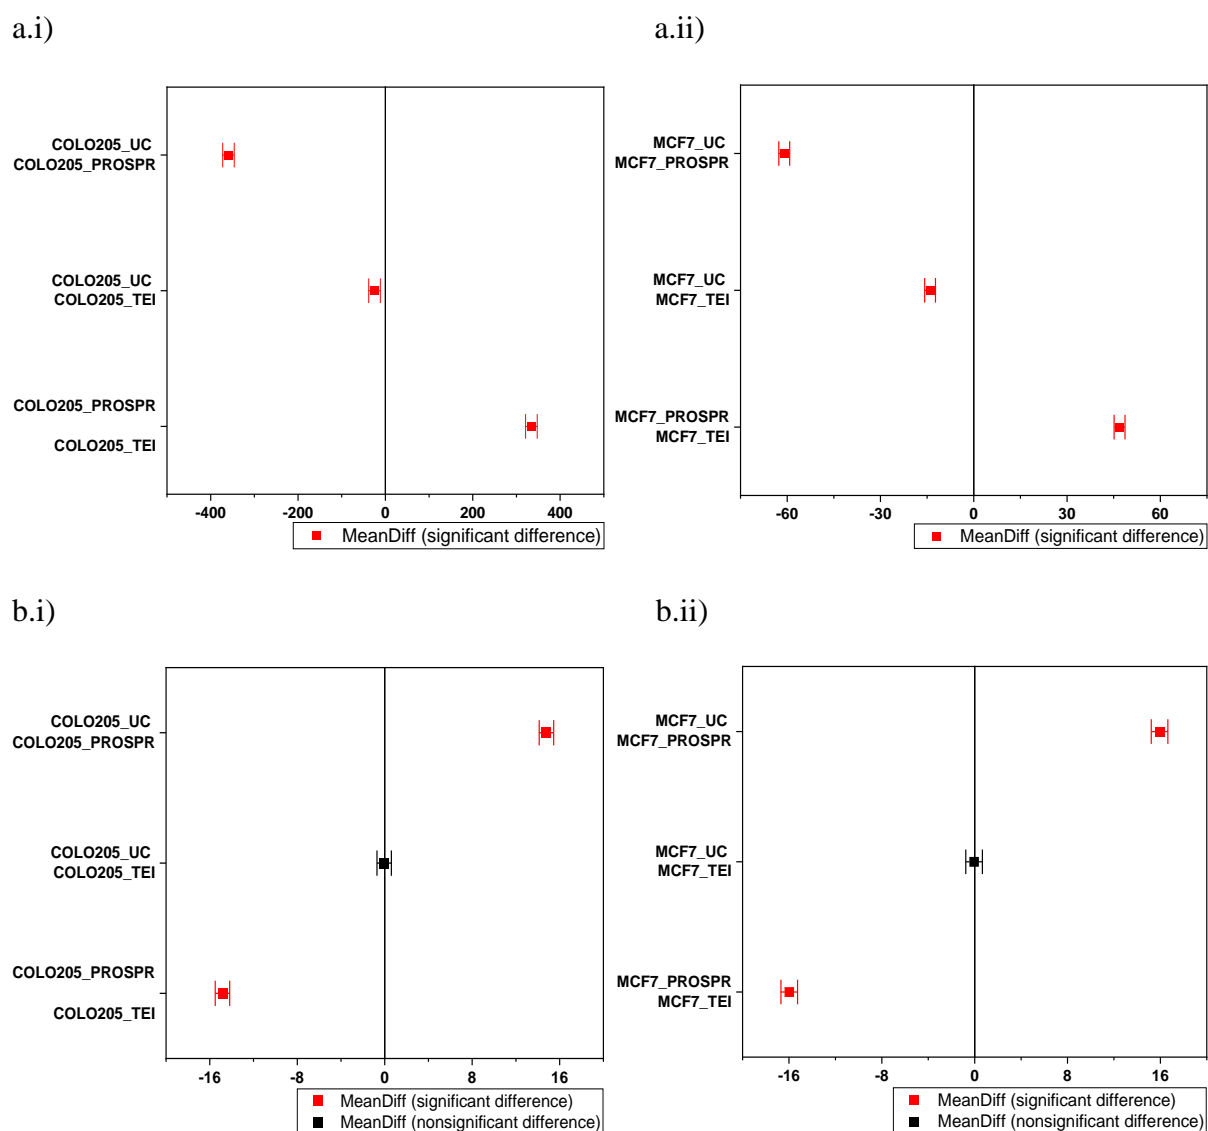 a.i)
a.ii)
COLO205_UC
COLO205_PROSPR
COLO205_UC
COLO205_TEI
COLO205_PROSPR
COLO205_TEI
-400 -200 0 200 400
MeanDiff (significant difference)
MCF7_UC
MCF7_PROSPR
MCF7_UC
MCF7_TEI
MCF7_PROSPR
MCF7_TEI
-60 -30 0 30 60
MeanDiff (significant difference)
b.i)
b.ii)
COLO205_UC
COLO205_PROSPR
COLO205_UC
COLO205_TEI
COLO205_PROSPR
COLO205_TEI
-16 -8 0 8 16
MeanDiff (significant difference)
MeanDiff (nonsignificant difference)
MCF7_UC
MCF7_PROSPR
MCF7_UC
MCF7_TEI
MCF7_PROSPR
MCF7_TEI
-16 -8 0 8 16
MeanDiff (significant difference)
MeanDiff (nonsignificant difference)